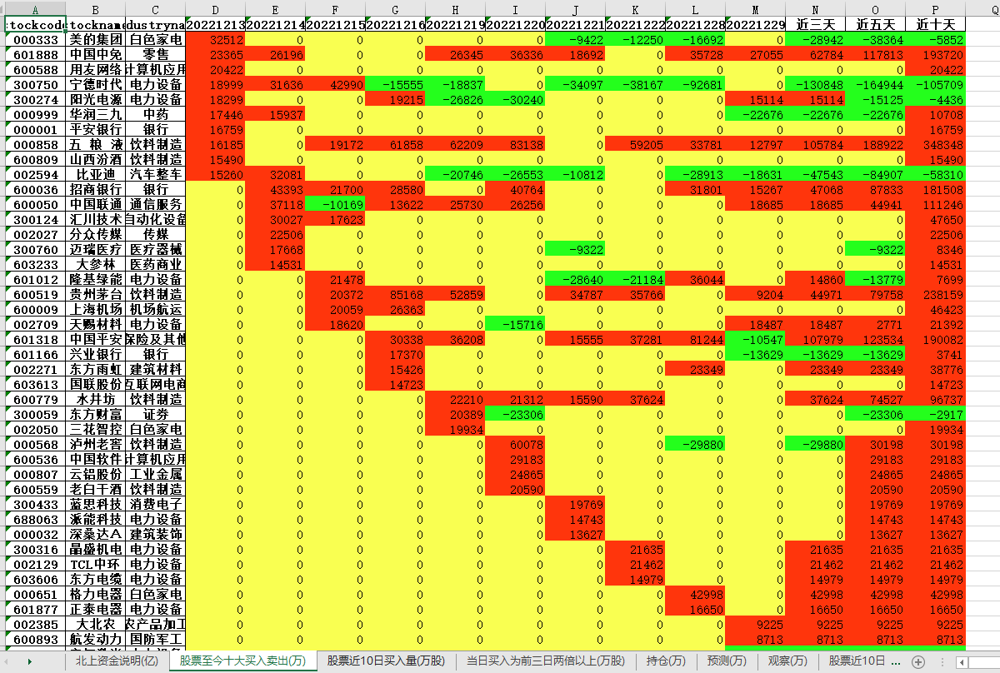 A B C D E F G H I J K L M N O P Q
stockcode stockname industryna 20221213 20221214 20221215 20221216 20221219 20221220 20221221 20221222 20221228 20221229 近三天 近五天 近十天
000333 美的集团 白色家电 32512 0 0 0 0 0 -9422 -12250 -16692 0 -28942 -38364 -5852
601888 中国中免 零售 23365 26196 0 0 26345 36336 18692 0 35728 27055 62784 117813 193720
600588 用友网络 计算机应用 20422 0 0 0 0 0 0 0 0 0 0 0 20422
300750 宁德时代 电力设备 18999 31636 42990 -15555 -18837 0 -34097 -38167 -92681 0 -130848 -164944 -105709
300274 阳光电源 电力设备 18299 0 0 19215 -26826 -30240 0 0 0 15114 15114 -15125 -4436
000999 华润三九 中药 17446 15937 0 0 0 0 0 0 0 -22676 -22676 -22676 10708
000001 平安银行 银行 16759 0 0 0 0 0 0 0 0 0 0 0 16759
000858 五 粮 液 饮料制造 16185 0 19172 61858 62209 83138 0 59205 33781 12797 105784 188922 348348
600809 山西汾酒 饮料制造 15490 0 0 0 0 0 0 0 0 0 0 0 15490
002594 比亚迪 汽车整车 15260 32081 0 0 -20746 -26553 -10812 0 -28913 -18631 -47543 -84907 -58310
600036 招商银行 银行 0 43393 21700 28580 0 40764 0 0 31801 15267 47068 87833 181508
600050 中国联通 通信服务 0 37118 -10169 13622 25730 26256 0 0 0 18685 18685 44941 111246
300124 汇川技术 自动化设备 0 30027 17623 0 0 0 0 0 0 0 0 0 47650
002027 分众传媒 传媒 0 22506 0 0 0 0 0 0 0 0 0 0 22506
300760 迈瑞医疗 医疗器械 0 17668 0 0 0 0 -9322 0 0 0 0 -9322 8346
603233 大参林 医药商业 0 14531 0 0 0 0 0 0 0 0 0 0 14531
601012 隆基绿能 电力设备 0 0 21478 0 0 0 -28640 -21184 36044 0 14860 -13779 7699
600519 贵州茅台 饮料制造 0 0 20372 85168 52859 0 34787 35766 0 9204 44971 79758 238159
600009 上海机场 机场航运 0 0 20059 26363 0 0 0 0 0 0 0 0 46423
002709 天赐材料 电力设备 0 0 18620 0 0 -15716 0 0 0 18487 18487 2771 21392
601318 中国平安 保险及其他 0 0 0 30338 36208 0 15555 37281 81244 -10547 107979 123534 190082
601166 兴业银行 银行 0 0 0 17370 0 0 0 0 0 -13629 -13629 -13629 3741
002271 东方雨虹 建筑材料 0 0 0 15426 0 0 0 0 23349 0 23349 23349 38776
603613 国联股份 互联网电商 0 0 0 14723 0 0 0 0 0 0 0 0 14723
600779 水井坊 饮料制造 0 0 0 0 22210 21312 15590 37624 0 0 37624 74527 96737
300059 东方财富 证券 0 0 0 0 20389 -23306 0 0 0 0 0 -23306 -2917
002050 三花智控 白色家电 0 0 0 0 19934 0 0 0 0 0 0 0 19934
000568 泸州老窖 饮料制造 0 0 0 0 0 60078 0 0 -29880 0 -29880 30198 30198
600536 中国软件 计算机应用 0 0 0 0 0 29183 0 0 0 0 0 29183 29183
000807 云铝股份 工业金属 0 0 0 0 0 24865 0 0 0 0 0 24865 24865
600559 老白干酒 饮料制造 0 0 0 0 0 20590 0 0 0 0 0 20590 20590
300433 蓝思科技 消费电子 0 0 0 0 0 0 19769 0 0 0 0 19769 19769
688063 派能科技 电力设备 0 0 0 0 0 0 14743 0 0 0 0 14743 14743
000032 深桑达A 建筑装饰 0 0 0 0 0 0 13627 0 0 0 0 13627 13627
300316 晶盛机电 电力设备 0 0 0 0 0 0 0 21635 0 0 21635 21635 21635
002129 TCL中环 电力设备 0 0 0 0 0 0 0 21462 0 0 21462 21462 21462
603606 东方电缆 电力设备 0 0 0 0 0 0 0 14979 0 0 14979 14979 14979
000651 格力电器 白色家电 0 0 0 0 0 0 0 0 42998 0 42998 42998 42998
601877 正泰电器 电力设备 0 0 0 0 0 0 0 0 16650 0 16650 16650 16650
002385 大北农 农产品加工 0 0 0 0 0 0 0 0 0 9225 9225 9225 9225
600893 航发动力 国防军工 0 0 0 0 0 0 0 0 0 8713 8713 8713 8713
北上资金说明(亿) 股票至今十大买入卖出(万) 股票近10日买入量(万股) 当日买入为前三日两倍以上(万股) 持仓(万) 预测(万) 观察(万) 股票近10日 ...